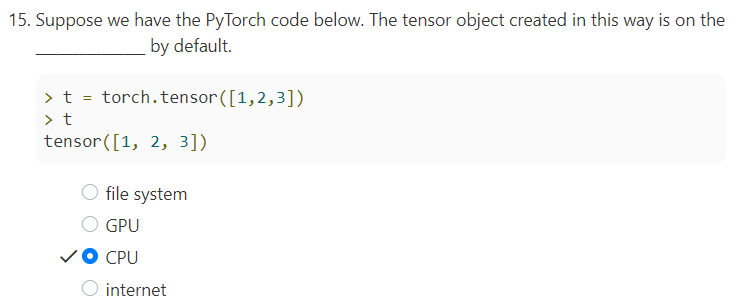 15. Suppose we have the PyTorch code below. The tensor object created in this way is on the
_____________ by default.
> t = torch.tensor([1,2,3])
> t
tensor([1, 2, 3])
file system
GPU
CPU
internet